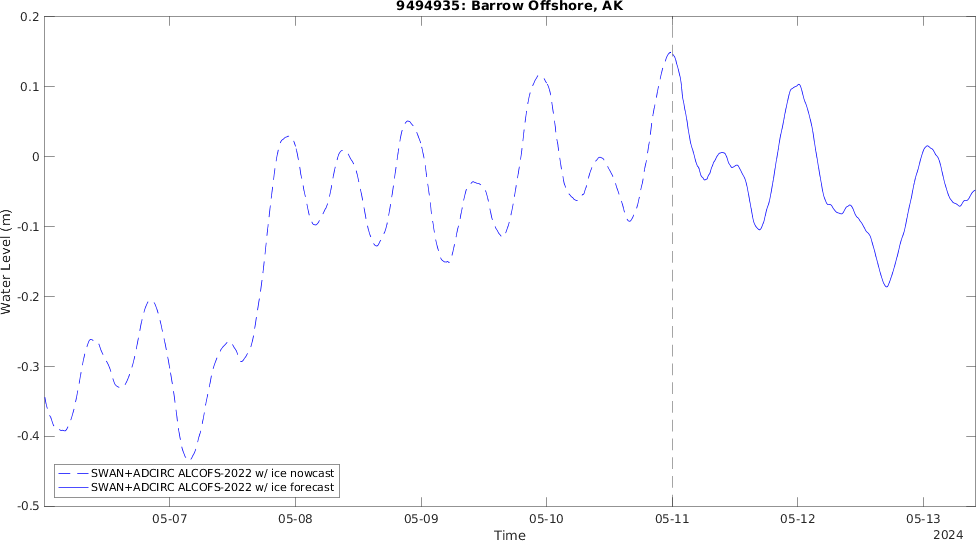 9494935: Barrow Offshore, AK
0.2
0.1
0
-0.1
-0.2
-0.3
-0.4
-0.5
Water Level (m)
SWAN+ADCIRC ALCOFS-2022 w/ ice nowcast
SWAN+ADCIRC ALCOFS-2022 w/ ice forecast
05-07 05-08 05-09 05-10 05-11 05-12 05-13
Time
2024